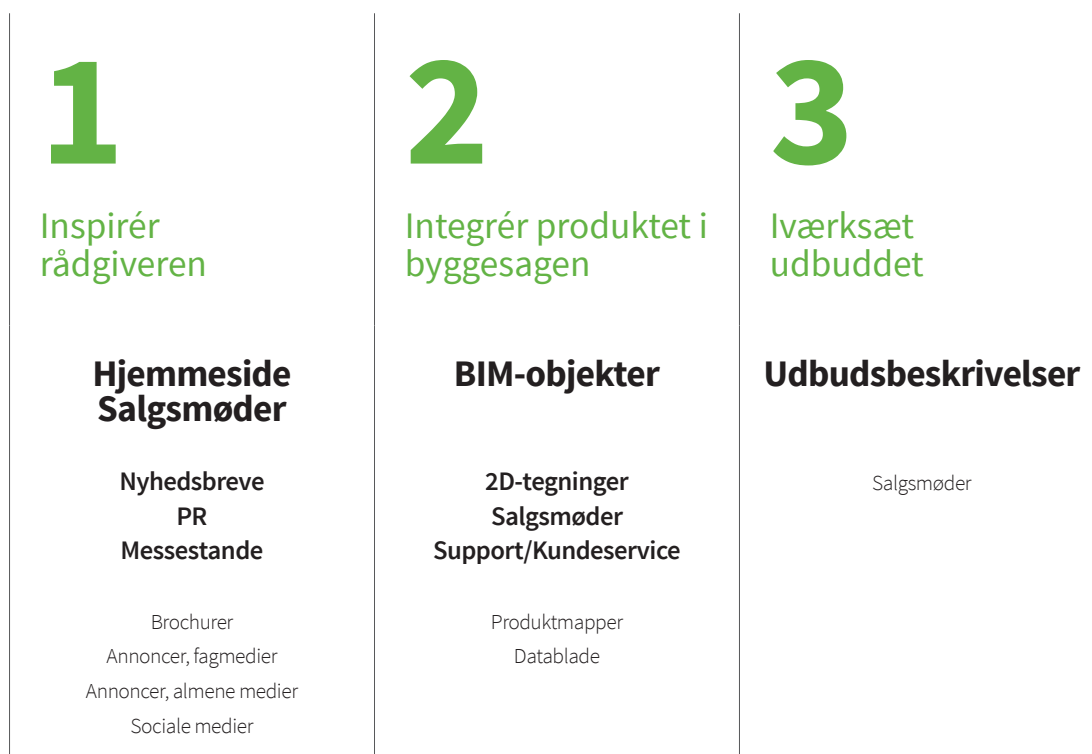 1
Inspirér
rådgiveren
Hjemmeside
Salgsmøder
Nyhedsbreve
PR
Messestande
Brochurer
Annoncer, fagmedier
Annoncer, almene medier
Sociale medier
2
Integrér produktet i
byggesagen
BIM-objekter
2D-tegninger
Salgsmøder
Support/Kundeservice
Produktmapper
Datablade
3
Iværksæt
udbuddet
Udbudsbeskrivelser
Salgsmøder